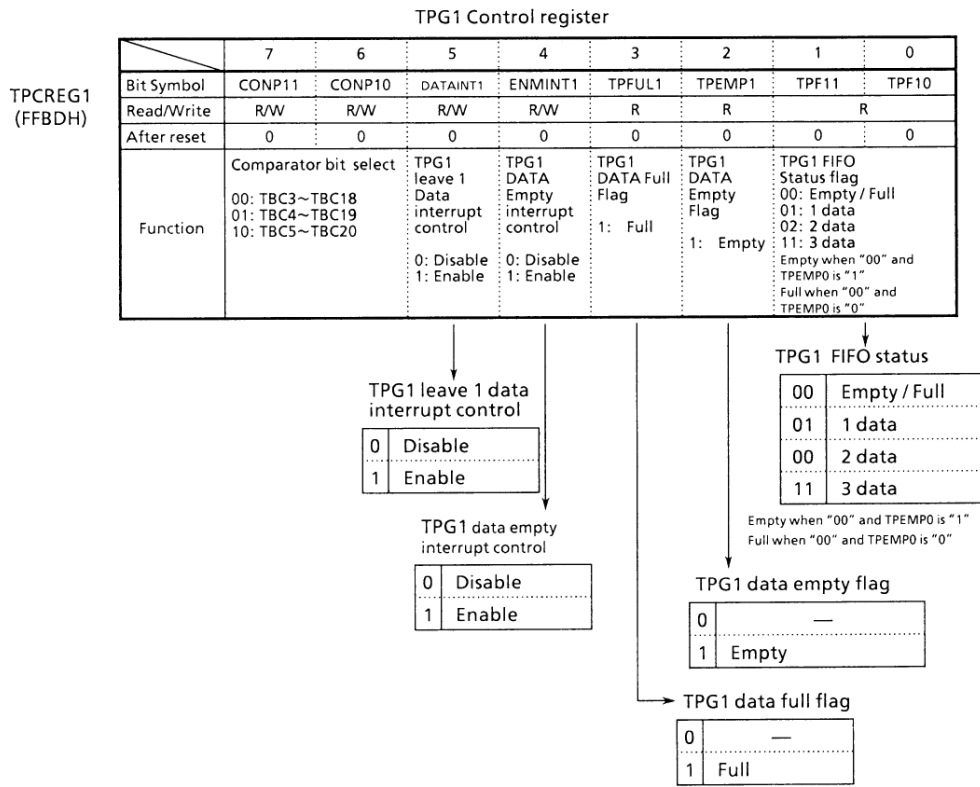 TPG1 Control register
TPCREG1
(FFBDH)
7 6 5 4 3 2 1 0
Bit Symbol CONP11 CONP10 DATAINT1 ENMINT1 TPFUL1 TPEMP1 TPF11 TPF10
Read/Write R/W R/W R/W R/W R R R
After reset 0 0 0 0 0 0 0 0
Function
Comparator bit select
00: TBC3~TBC18
01: TBC4~TBC19
10: TBC5~TBC20
TPG1
leave 1
Data
interrupt
control
0: Disable
1: Enable
TPG1
DATA
Empty
interrupt
control
0: Disable
1: Enable
TPG1
DATA Full
Flag
1: Full
TPG1
DATA
Empty
Flag
1: Empty
TPG1 FIFO
Status flag
00: Empty / Full
01: 1 data
02: 2 data
11: 3 data
Empty when "00" and
TPEMP0 is "1"
Full when "00" and
TPEMP0 is "0"
TPG1 leave 1 data
interrupt control
0 Disable
1 Enable
TPG1 data empty
interrupt control
0 Disable
1 Enable
TPG1 FIFO status
00 Empty / Full
01 1 data
00 2 data
11 3 data
Empty when "00" and TPEMP0 is "1"
Full when "00" and TPEMP0 is "0"
TPG1 data empty flag
0 —
1 Empty
TPG1 data full flag
0 —
1 Full